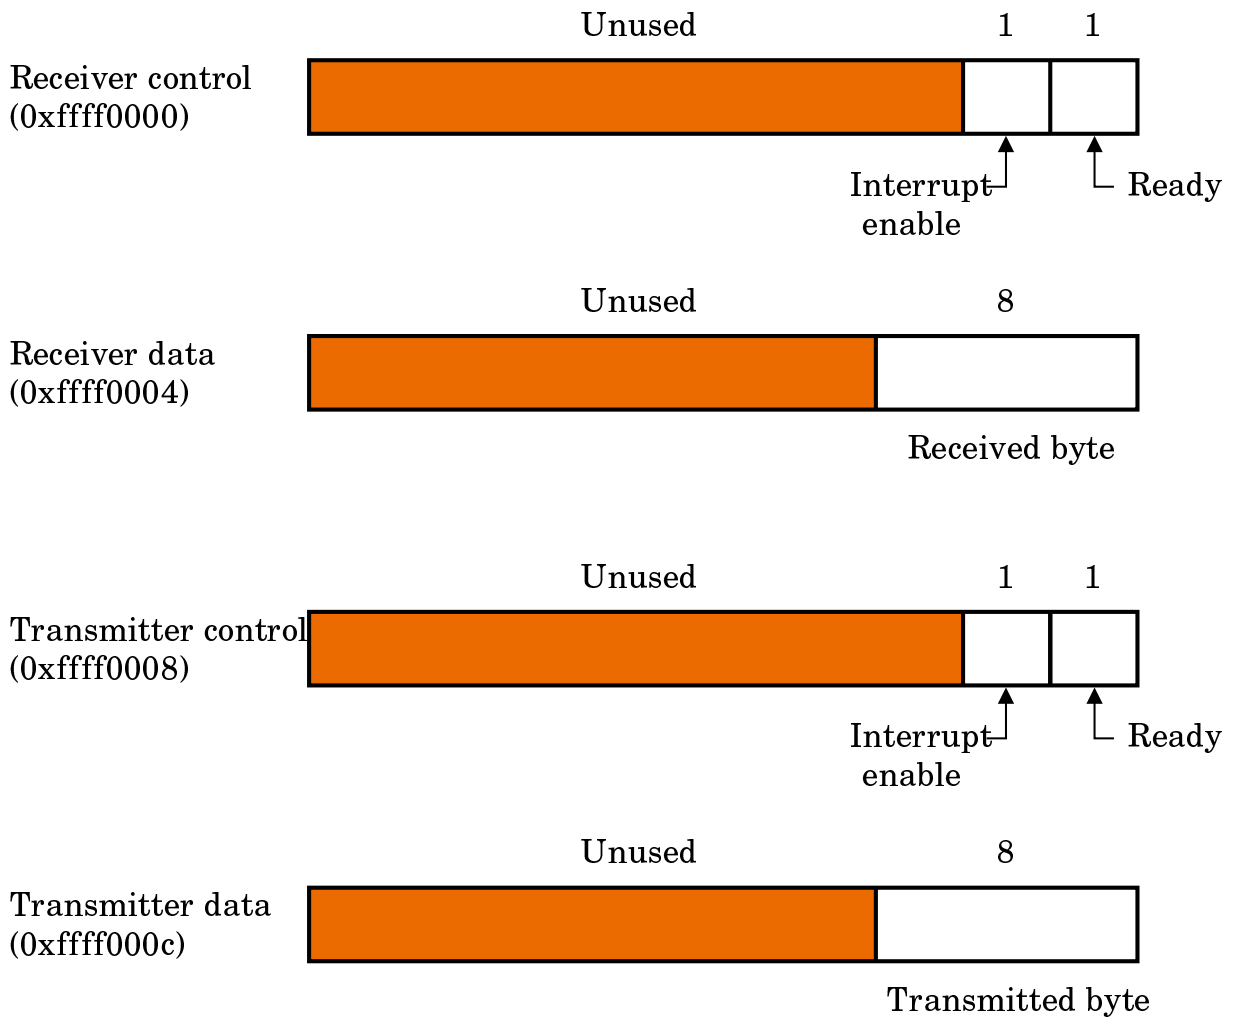 Unused 1 1
Receiver control
(0xffff0000)
Interrupt Ready
enable
Unused 8
Receiver data
(0xffff0004)
Received byte
Unused 1 1
Transmitter control
(0xffff0008)
Interrupt Ready
enable
Unused 8
Transmitter data
(0xffff000c)
Transmitted byte